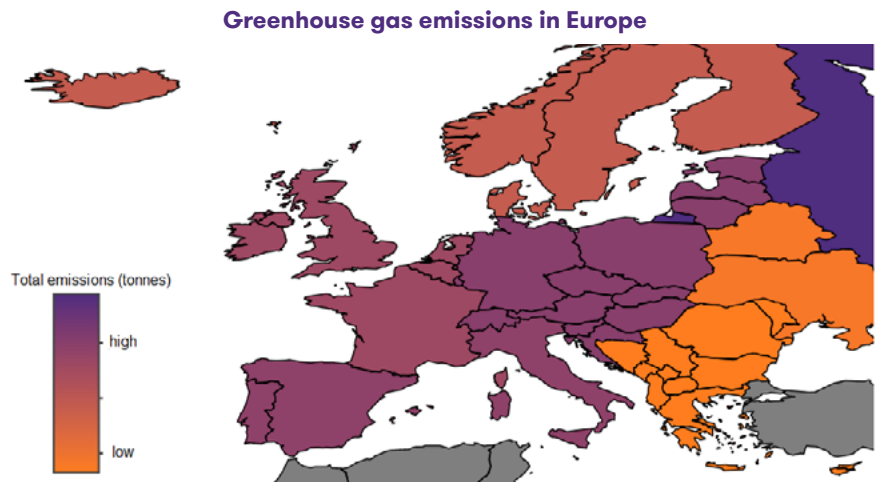 Greenhouse gas emissions in Europe
Total emissions (tonnes)
high
low